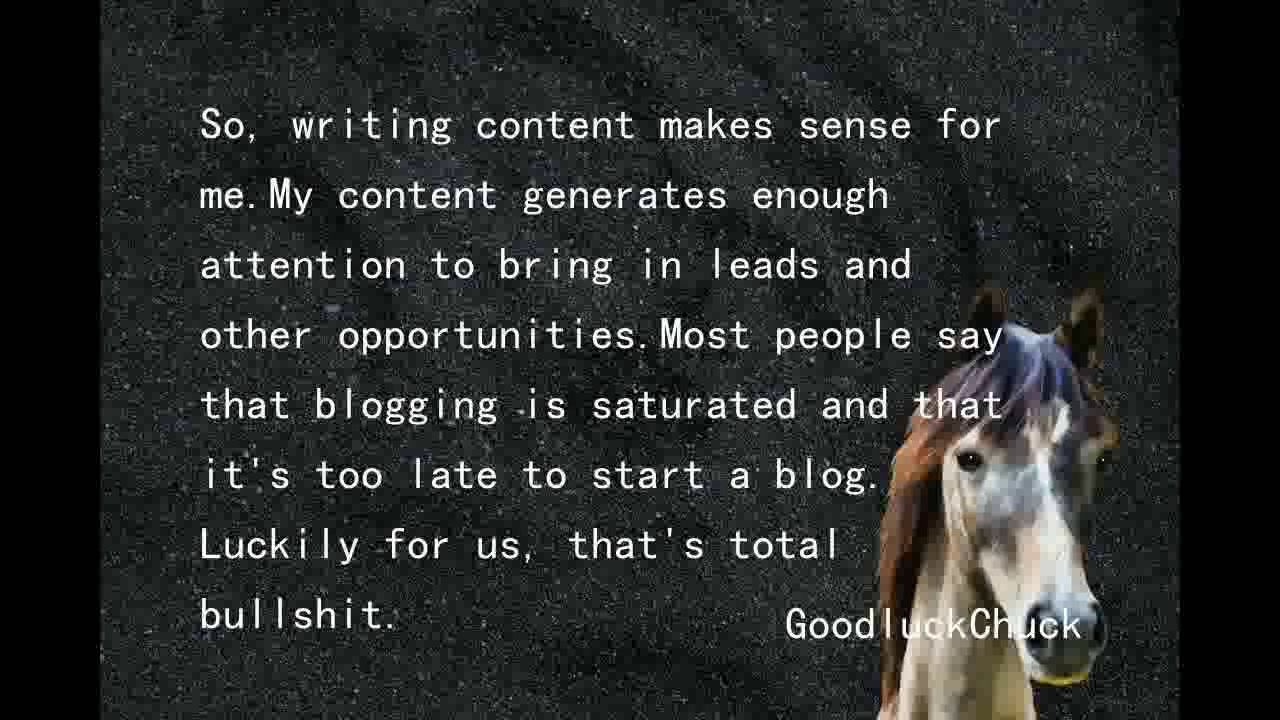 So, writing content makes sense for
me.My content generates enough
attention to bring in leads and
other opportunities.Most people say
that blogging is saturated and that
it's too late to start a blog.
Luckily for us, that's total
bullshit.
GoodluckChuck